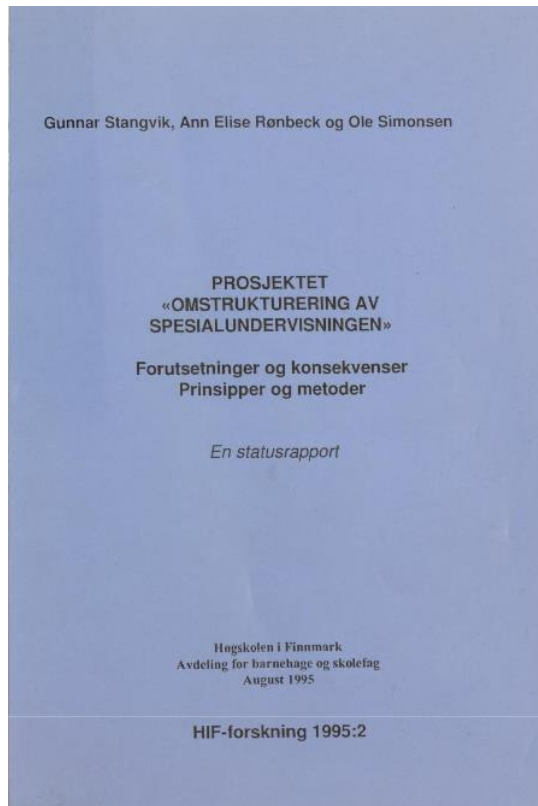 Gunnar Stangvik, Ann Elise Rønbeck og Ole Simonsen
PROSJEKTET
«OMSTRUKTURERING AV
SPESIALUNDERVISNINGEN»
Forutsetninger og konsekvenser
Prinsipper og metoder
En statusrapport
Høgskolen i Finnmark
Avdeling for barnehage og skolefag
August 1995
HIF-forskning 1995:2